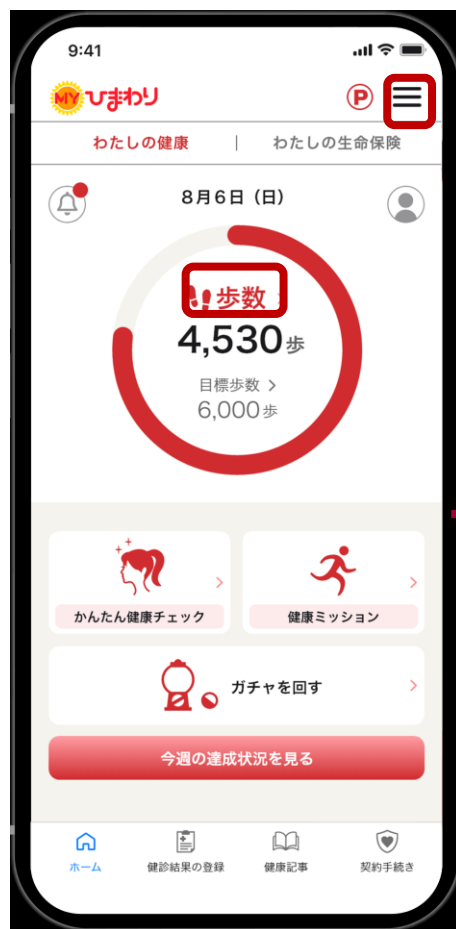 9:41
MYひまわり
P
わたしの健康 | わたしの生命保険
8月6日（日）
歩数
4,530歩
目標歩数 >
6,000歩
かんたん健康チェック >
健康ミッション >
ガチャを回す >
今週の達成状況を見る
ホーム 健診結果の登録 健康記事 契約手続き